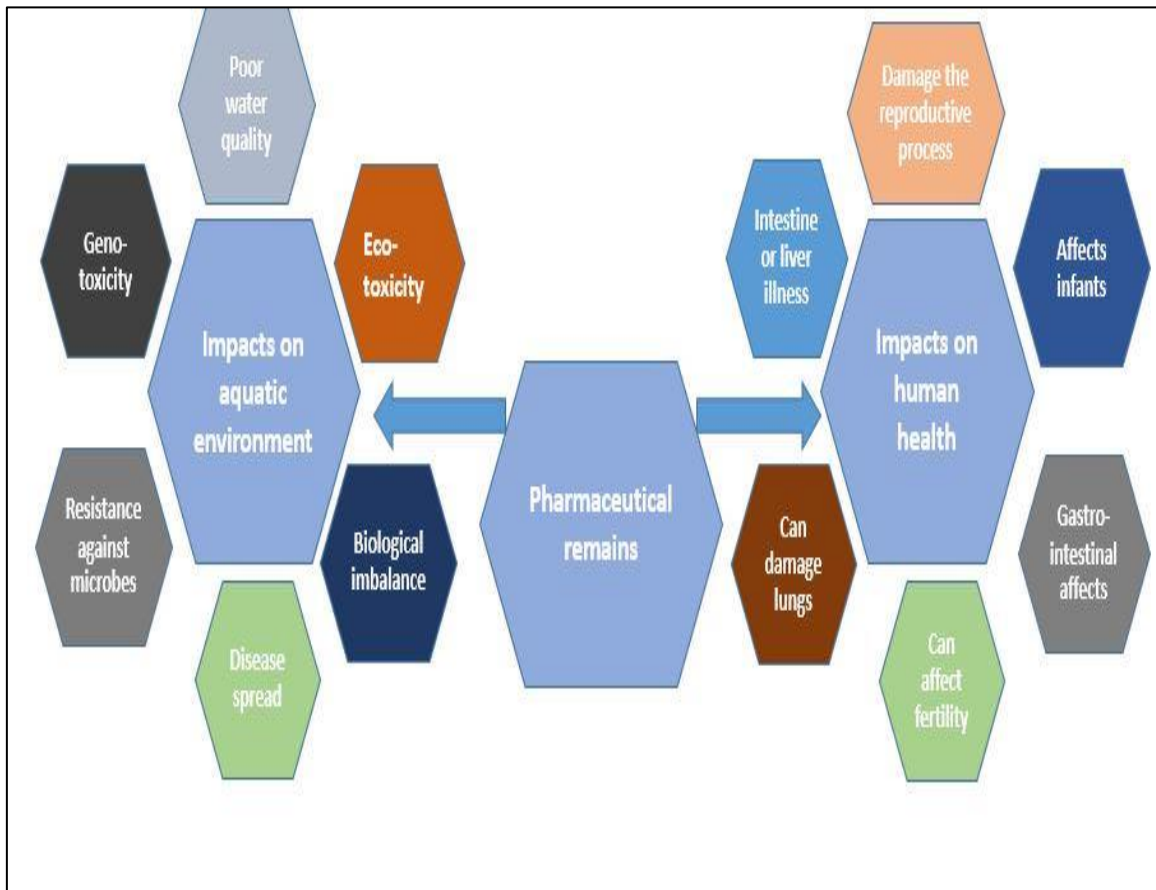 Poor
water
quality
Geno-
toxicity
Eco-
toxicity
Impacts on
aquatic
environment
Resistance
against
microbes
Biological
imbalance
Disease
spread
Pharmaceutical
remains
Damage the
reproductive
process
Intestine
or liver
illness
Affects
infants
Impacts on
human
health
Can
damage
lungs
Gastro-
intestinal
affects
Can
affect
fertility